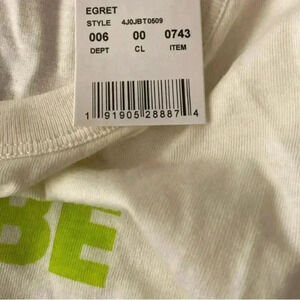 EGRET
STYLE 4J0JBT0509
006 00 0743
DEPT CL ITEM
1 91905 28887 4
BE